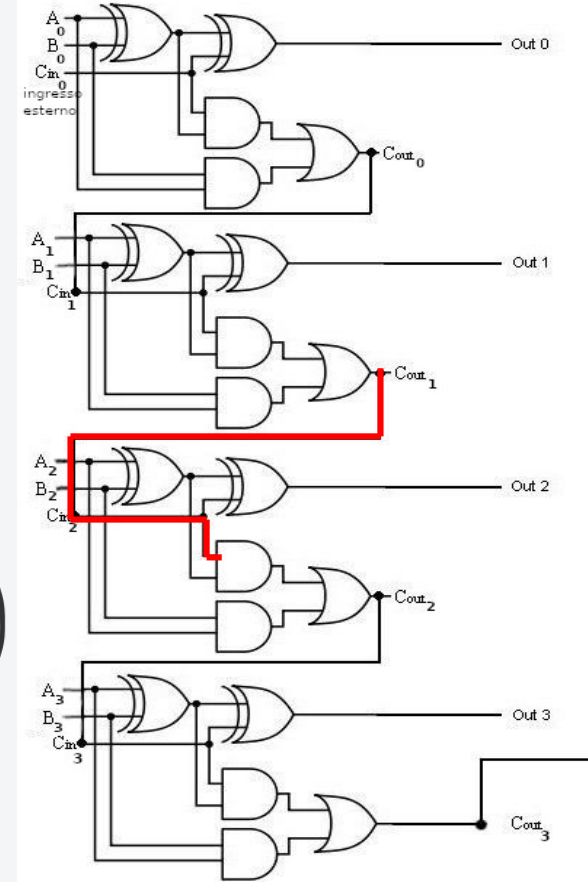 A0
B0
Cin0
ingresso
esterno
Out 0
Cout0
A1
B1
Cin1
Out 1
Cout1
A2
B2
Cin2
Out 2
Cout2
A3
B3
Cin3
Out 3
Cout3